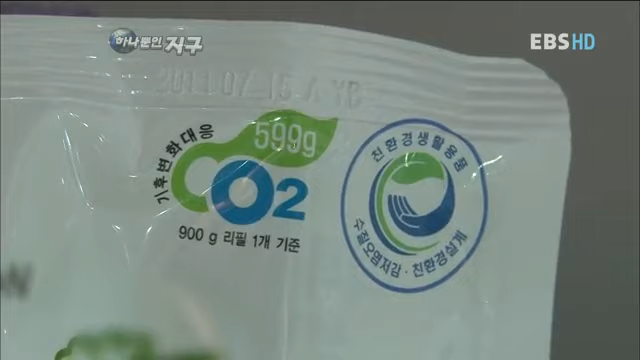 하나뿐인 지구
EBS HD
2011.07.15
기후변화대응
599g
CO2
900 g 리필 1개 기준
친환경생활용품
수질오염저감 · 친환경설계